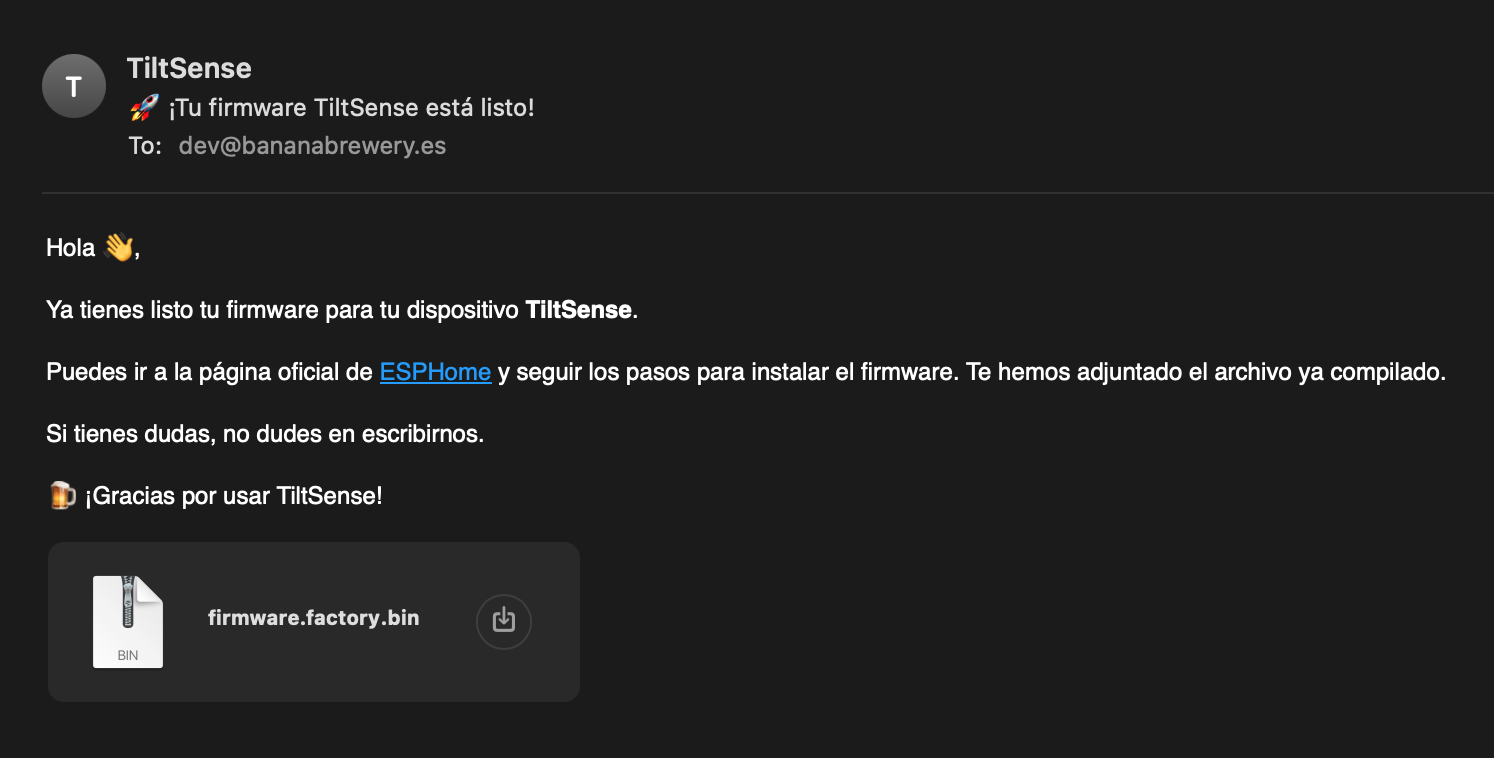 T
TiltSense
🚀 ¡Tu firmware TiltSense está listo!
To: dev@bananabrewery.es
Hola 👋,
Ya tienes listo tu firmware para tu dispositivo TiltSense.
Puedes ir a la página oficial de ESPHome y seguir los pasos para instalar el firmware. Te hemos adjuntado el archivo ya compilado.
Si tienes dudas, no dudes en escribirnos.
🍺 ¡Gracias por usar TiltSense!
firmware.factory.bin
BIN